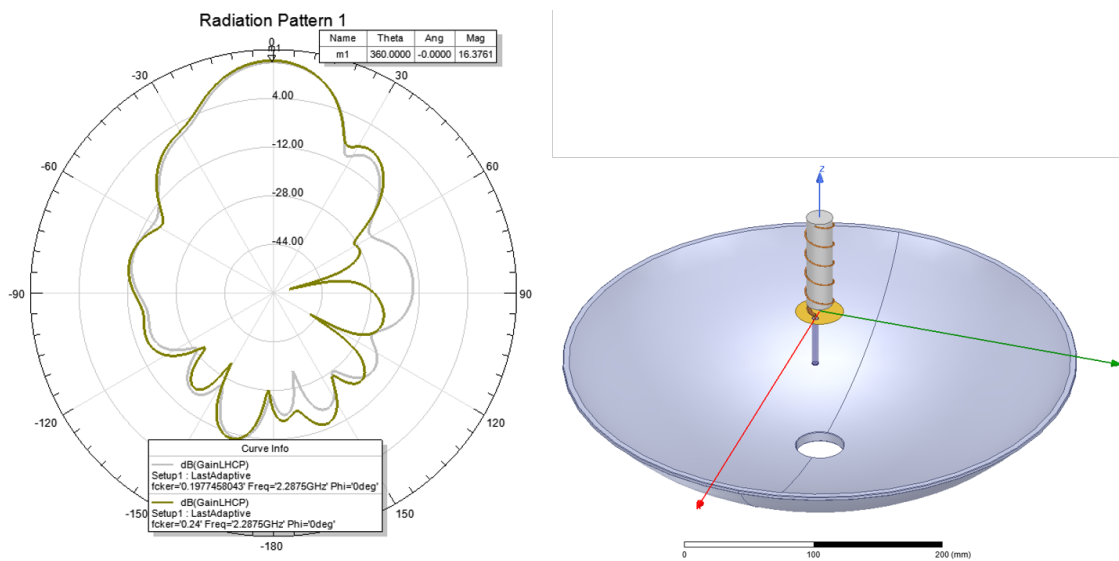 Radiation Pattern 1
Name Theta Ang Mag
m1 360.0000 -0.0000 16.3761
0
m1
-30
30
4.00
-12.00
-60
60
-28.00
-44.00
-90
90
-120
120
-150
150
-180
Curve Info
dB(GainLHCP)
Setup1 : LastAdaptive
fcker='0.1977458043' Freq='2.2875GHz' Phi='0deg'
dB(GainLHCP)
Setup1 : LastAdaptive
fcker='0.24' Freq='2.2875GHz' Phi='0deg'
z
0
100
200 (mm)